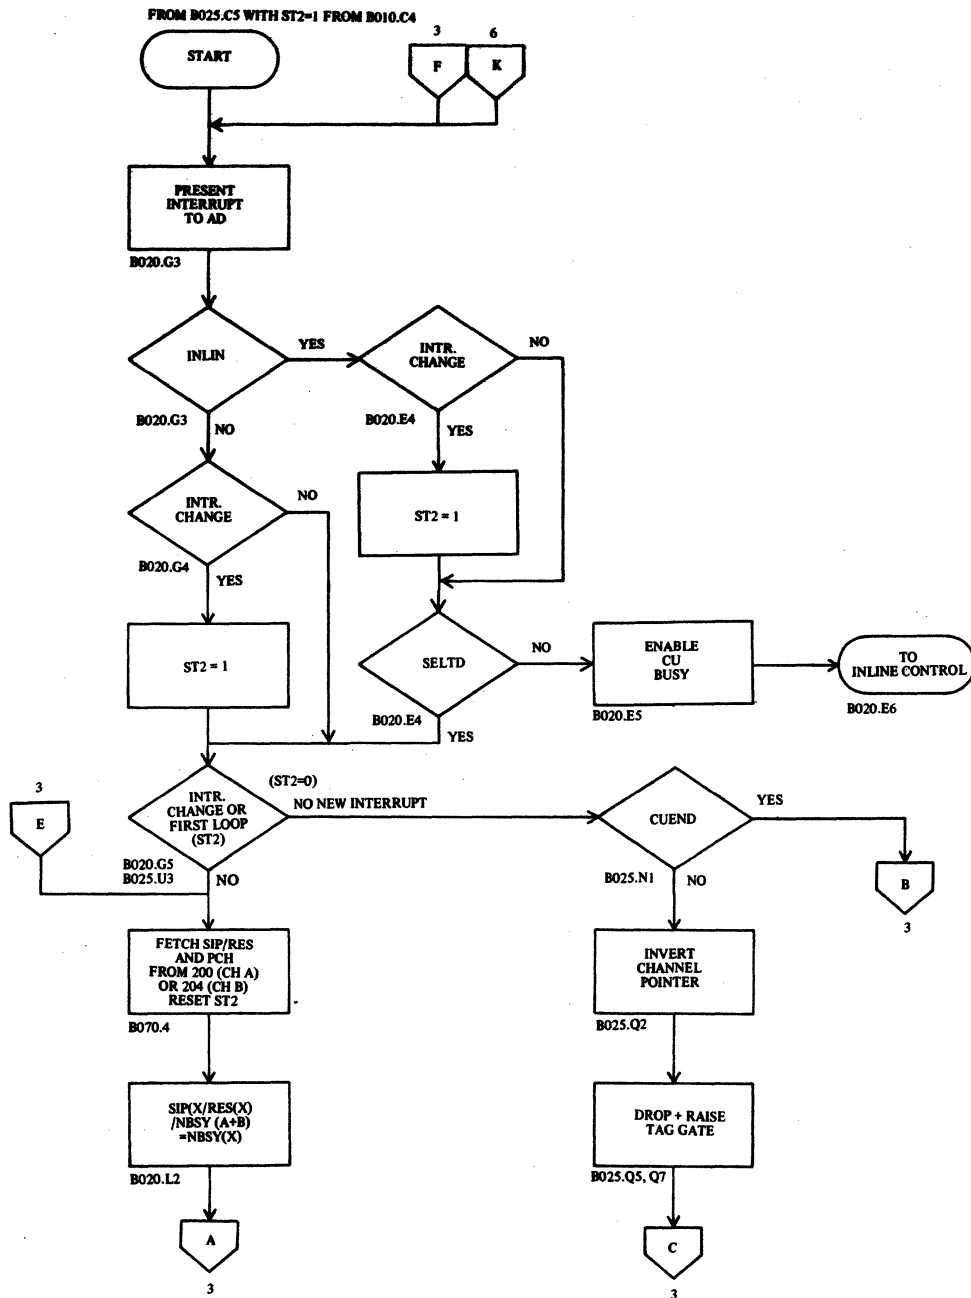 FROM B025.C5 WITH ST2=1 FROM B010.C4
START
3
F
6
K
PRESENT
INTERRUPT
TO AD
B020.G3
INLIN
YES
B020.G3
NO
INTR.
CHANGE
NO
B020.E4
YES
ST2 = 1
INTR.
CHANGE
NO
B020.G4
YES
ST2 = 1
SELTD
NO
B020.E4
YES
ENABLE
CU
BUSY
B020.E5
TO
INLINE CONTROL
B020.E6
3
E
INTR.
CHANGE OR
FIRST LOOP
(ST2)
(ST2=0)
NO NEW INTERRUPT
B020.G5
B025.U3
NO
CUEND
YES
B025.N1
NO
B
3
FETCH SIP/RES
AND PCH
FROM 200 (CH A)
OR 204 (CH B)
RESET ST2
B070.4
INVERT
CHANNEL
POINTER
B025.Q2
SIP(X/RES(X)
/NBSY (A+B)
=NBSY(X)
B020.L2
DROP + RAISE
TAG GATE
B025.Q5, Q7
A
3
C
3